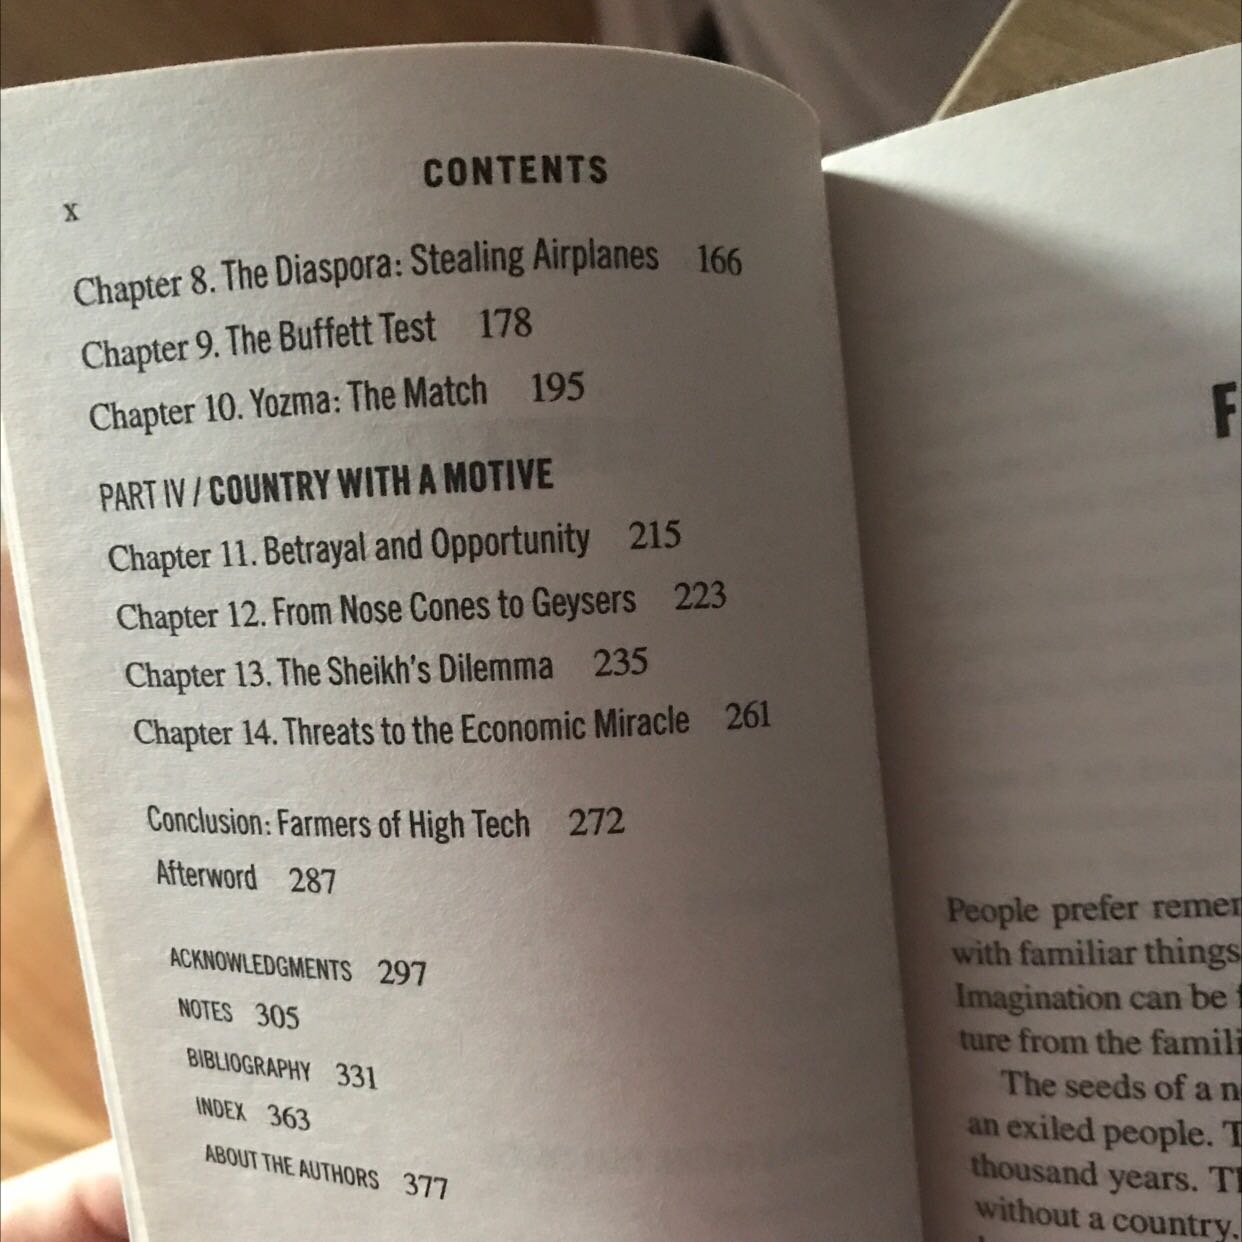 CONTENTS
x
Chapter 8. The Diaspora: Stealing Airplanes 166
Chapter 9. The Buffett Test 178
Chapter 10. Yozma: The Match 195
PART IV / COUNTRY WITH A MOTIVE
Chapter 11. Betrayal and Opportunity 215
Chapter 12. From Nose Cones to Geysers 223
Chapter 13. The Sheikh's Dilemma 235
Chapter 14. Threats to the Economic Miracle 261
Conclusion: Farmers of High Tech 272
Afterword 287
ACKNOWLEDGMENTS 297
NOTES 305
BIBLIOGRAPHY 331
INDEX 363
ABOUT THE AUTHORS 377
F
People prefer remem
with familiar things
Imagination can be
ture from the famili
The seeds of a n
an exiled people. T
thousand years. Th
without a country.